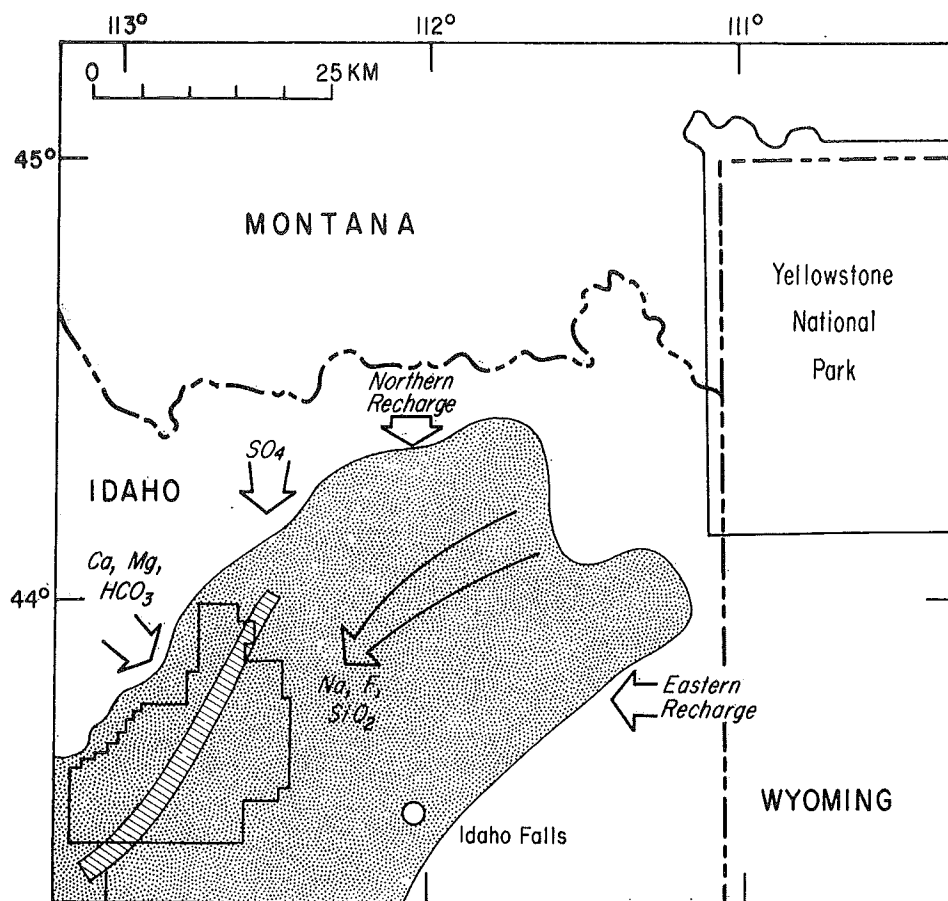 113°
112°
111°
0
25 KM
45°
MONTANA
Yellowstone
National
Park
Northern
Recharge
SO₄
IDAHO
Ca, Mg,
HCO₃
44°
Na, F,
SiO₂
Eastern
Recharge
WYOMING
Idaho Falls